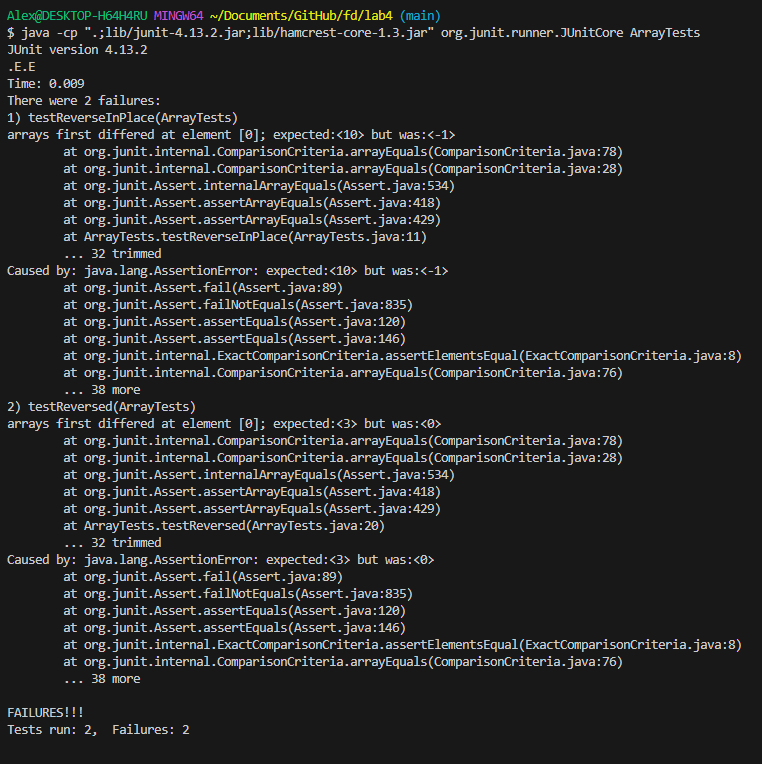 Alex@DESKTOP-H64H4RU MINGW64 ~/Documents/GitHub/fd/lab4 (main)
$ java -cp ".;lib/junit-4.13.2.jar;lib/hamcrest-core-1.3.jar" org.junit.runner.JUnitCore ArrayTests
JUnit version 4.13.2
.E.E
Time: 0.009
There were 2 failures:
1) testReverseInPlace(ArrayTests)
arrays first differed at element [0]; expected:<10> but was:<-1>
        at org.junit.internal.ComparisonCriteria.arrayEquals(ComparisonCriteria.java:78)
        at org.junit.internal.ComparisonCriteria.arrayEquals(ComparisonCriteria.java:28)
        at org.junit.Assert.internalArrayEquals(Assert.java:534)
        at org.junit.Assert.assertArrayEquals(Assert.java:418)
        at org.junit.Assert.assertArrayEquals(Assert.java:429)
        at ArrayTests.testReverseInPlace(ArrayTests.java:11)
        ... 32 trimmed
Caused by: java.lang.AssertionError: expected:<10> but was:<-1>
        at org.junit.Assert.fail(Assert.java:89)
        at org.junit.Assert.failNotEquals(Assert.java:835)
        at org.junit.Assert.assertEquals(Assert.java:120)
        at org.junit.Assert.assertEquals(Assert.java:146)
        at org.junit.internal.ExactComparisonCriteria.assertElementsEqual(ExactComparisonCriteria.java:8)
        at org.junit.internal.ComparisonCriteria.arrayEquals(ComparisonCriteria.java:76)
        ... 38 more
2) testReversed(ArrayTests)
arrays first differed at element [0]; expected:<3> but was:<0>
        at org.junit.internal.ComparisonCriteria.arrayEquals(ComparisonCriteria.java:78)
        at org.junit.internal.ComparisonCriteria.arrayEquals(ComparisonCriteria.java:28)
        at org.junit.Assert.internalArrayEquals(Assert.java:534)
        at org.junit.Assert.assertArrayEquals(Assert.java:418)
        at org.junit.Assert.assertArrayEquals(Assert.java:429)
        at ArrayTests.testReversed(ArrayTests.java:20)
        ... 32 trimmed
Caused by: java.lang.AssertionError: expected:<3> but was:<0>
        at org.junit.Assert.fail(Assert.java:89)
        at org.junit.Assert.failNotEquals(Assert.java:835)
        at org.junit.Assert.assertEquals(Assert.java:120)
        at org.junit.Assert.assertEquals(Assert.java:146)
        at org.junit.internal.ExactComparisonCriteria.assertElementsEqual(ExactComparisonCriteria.java:8)
        at org.junit.internal.ComparisonCriteria.arrayEquals(ComparisonCriteria.java:76)
        ... 38 more

FAILURES!!!
Tests run: 2,  Failures: 2